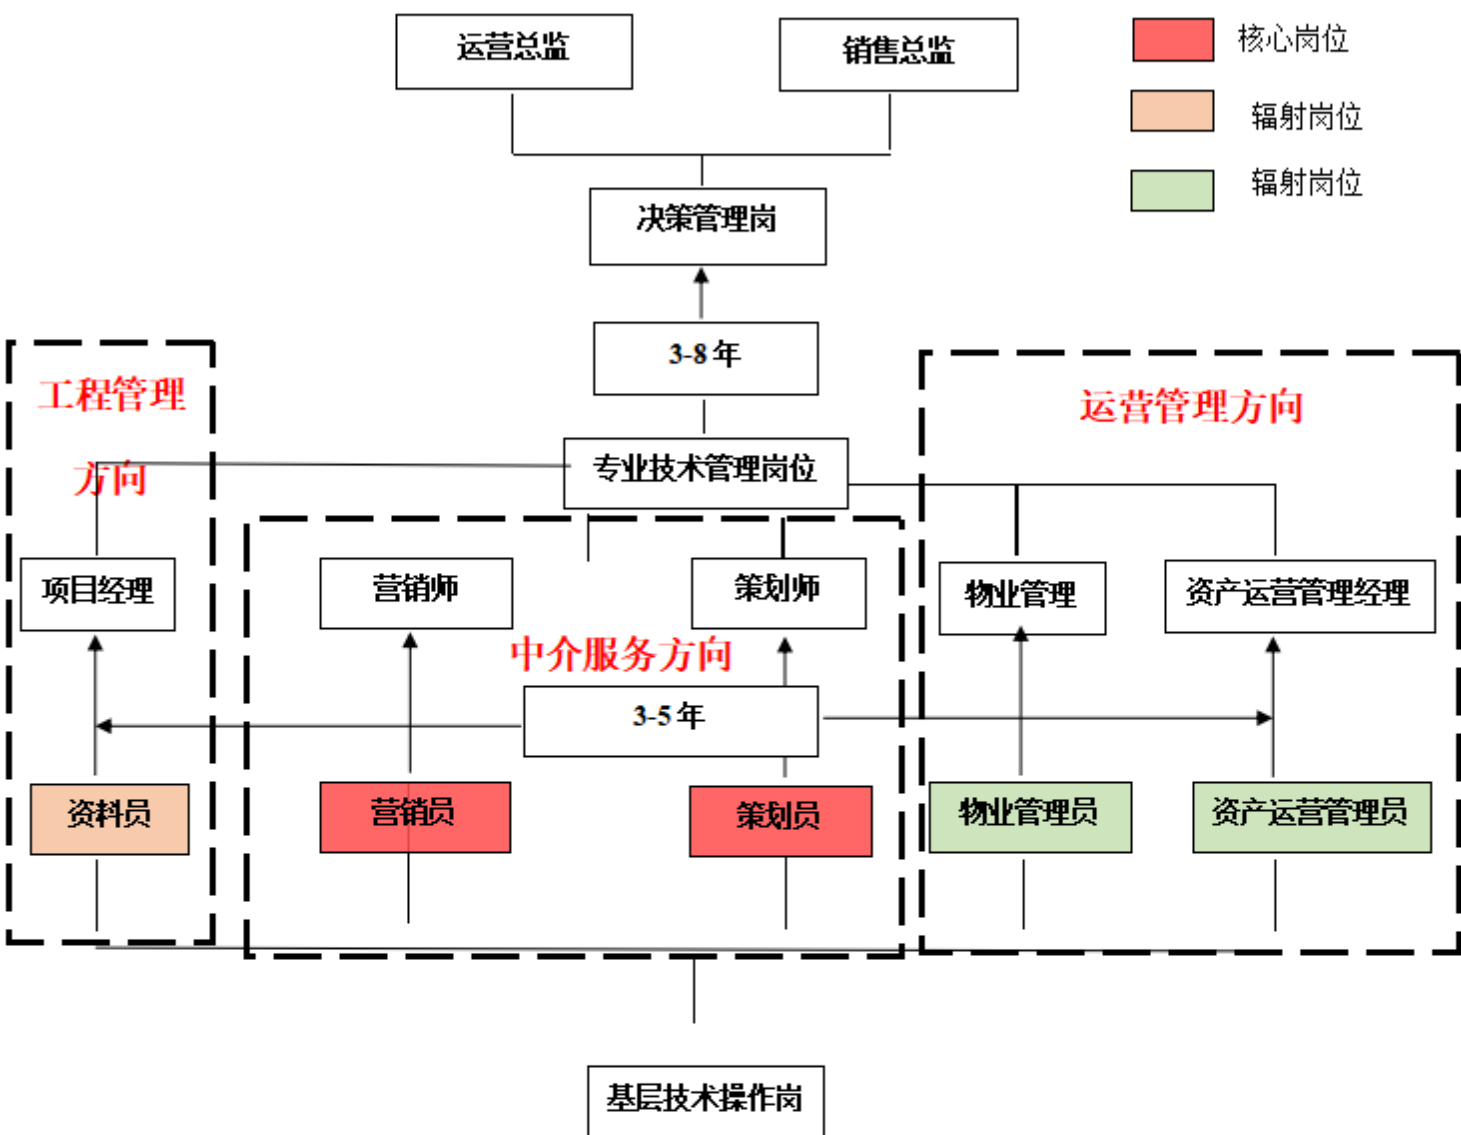 运营总监
销售总监
核心岗位
辐射岗位
辐射岗位
决策管理岗
3-8 年
工程管理
方向
运营管理方向
专业技术管理岗位
项目经理
营销师
策划师
物业管理
资产运营管理经理
中介服务方向
3-5 年
资料员
营销员
策划员
物业管理员
资产运营管理员
基层技术操作岗